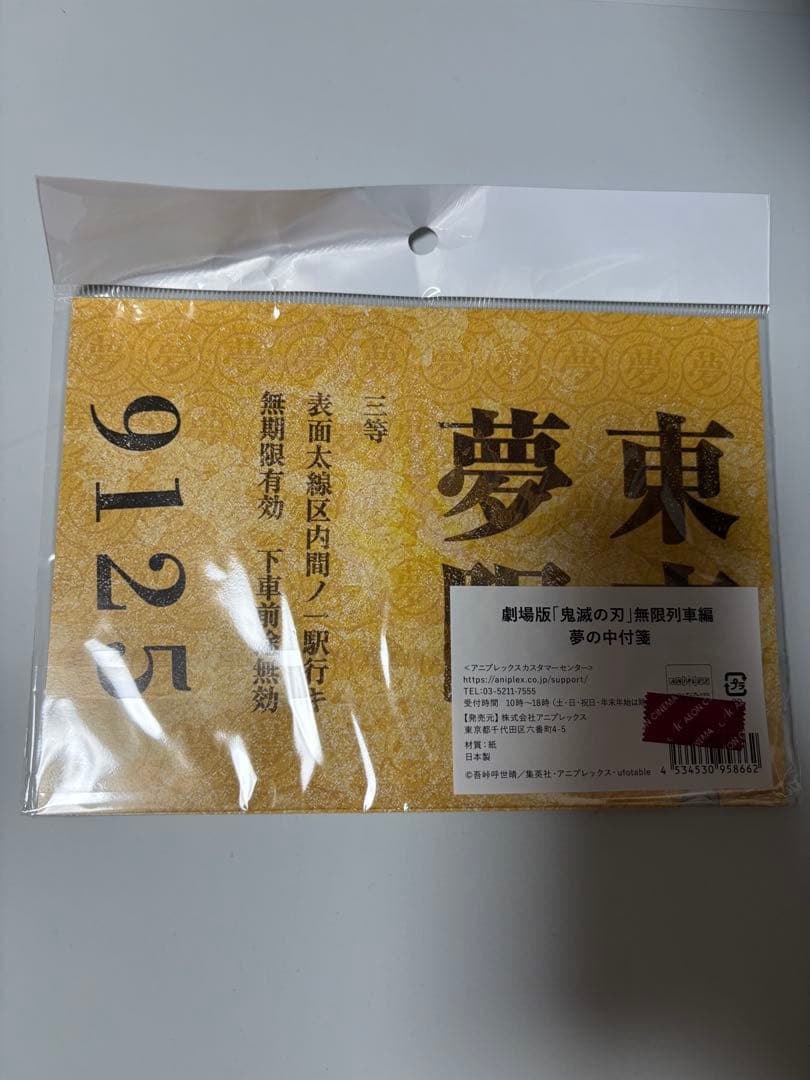 東
夢
三等
表面太線区内間ノ一駅行キ
無期限有効 下車前途無効
9125
劇場版「鬼滅の刃」無限列車編
夢の中付箋
<アニプレックスカスタマーセンター>
https://aniplex.co.jp/support/
TEL:03-5211-7555
受付時間 10時~18時(土・日・祝日・年末年始は
【発売元】株式会社アニプレックス
東京都千代田区六番町4-5
材質:紙
日本製
©吾峠呼世晴/集英社・アニプレックス・ufotable
プラ
AEON CINEMA
4 534530 958662